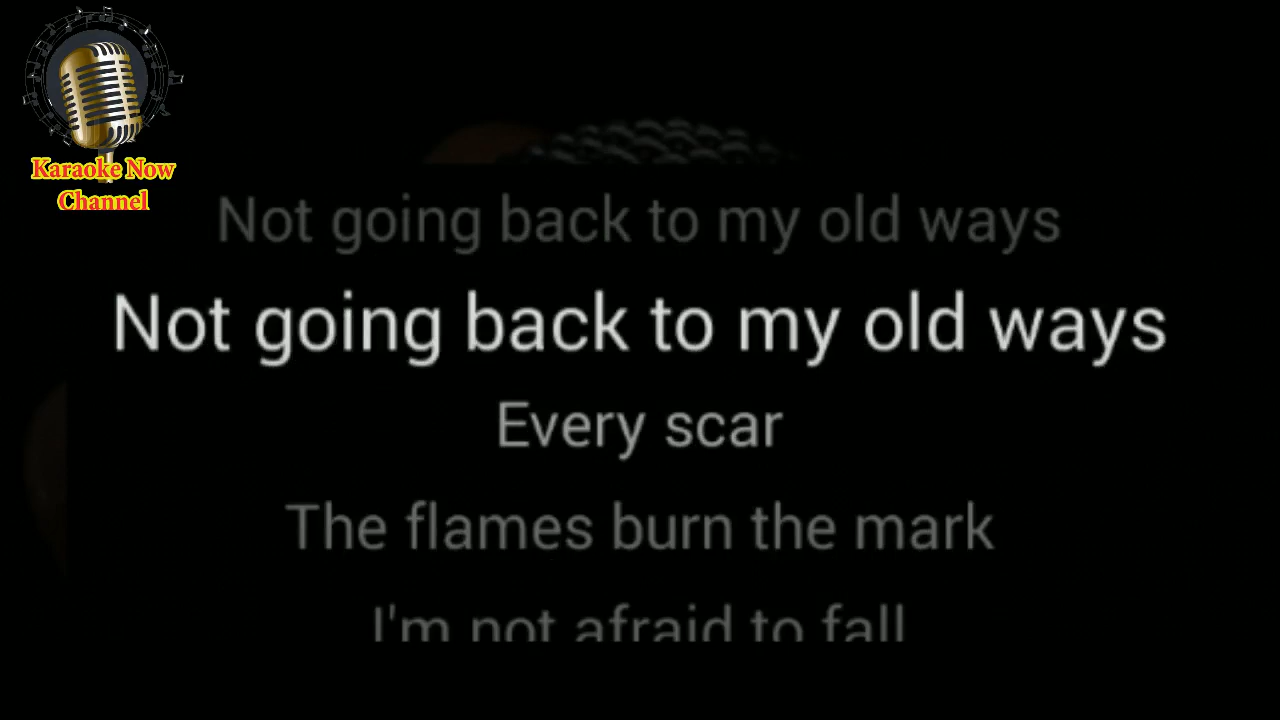 Karaoke Now
Channel
Not going back to my old ways
Not going back to my old ways
Every scar
The flames burn the mark
I'm not afraid to fall